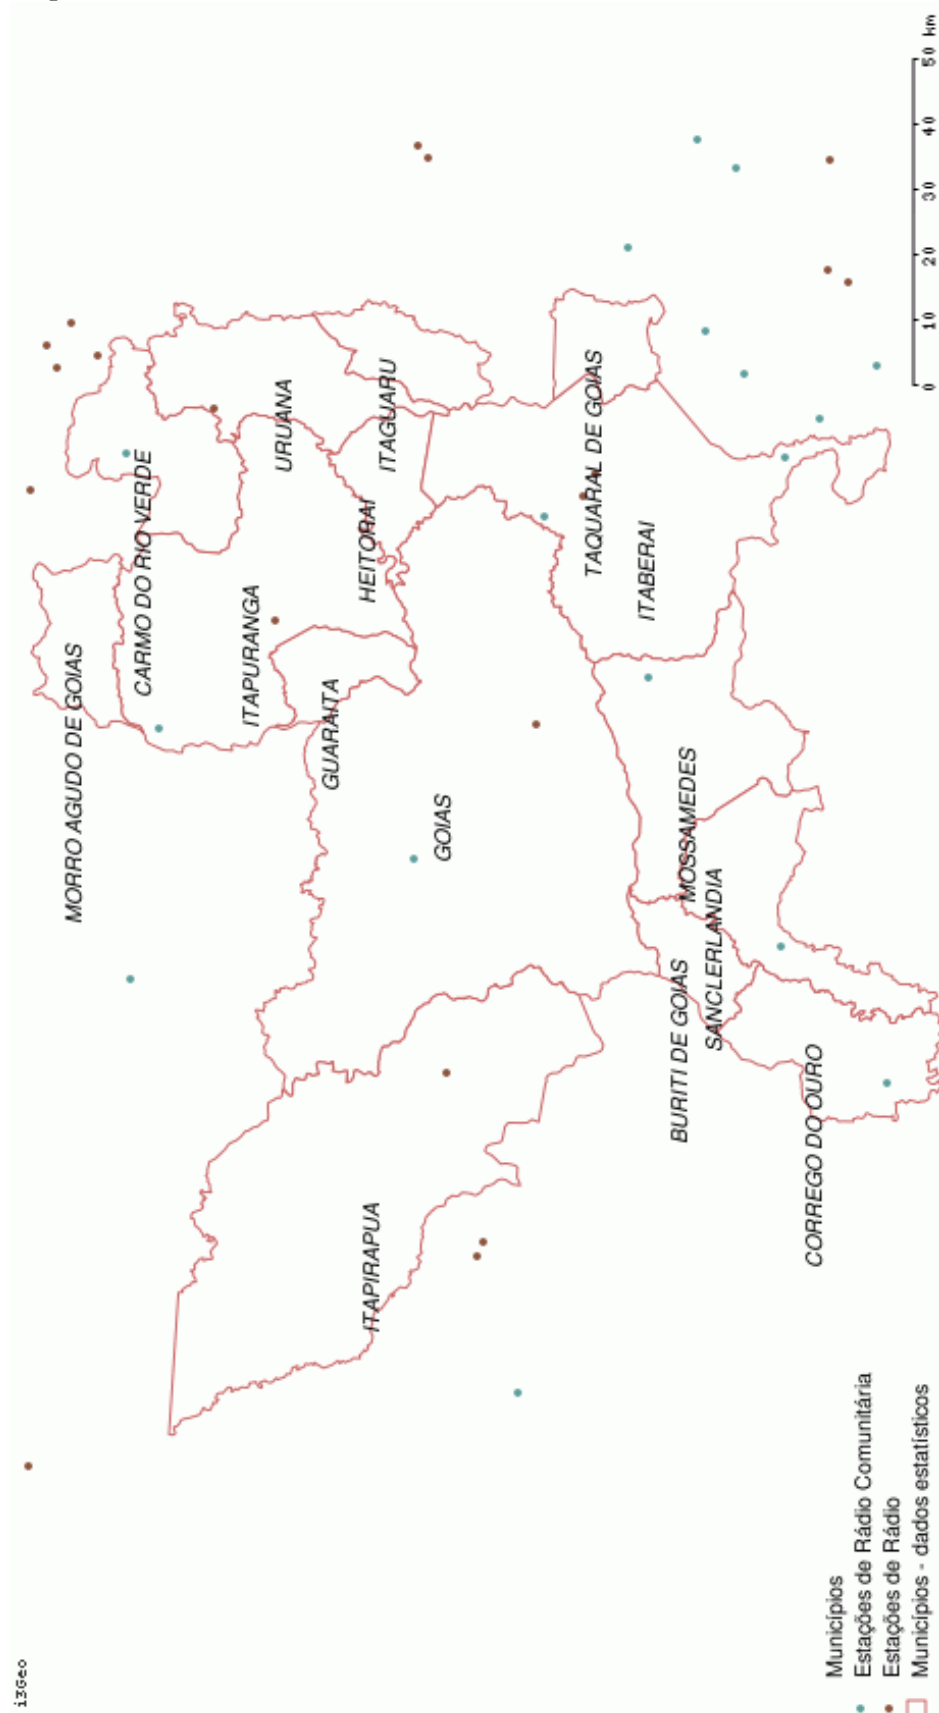 i3Geo
MORRO AGUDO DE GOIAS
CARMO DO RIO VERDE
ITAPURANGA
URUANA
GUARAITA
HEITORAI
ITAGUARU
ITAPIRAPUA
GOIAS
TAQUARAL DE GOIAS
ITABERAI
BURITI DE GOIAS
MOSSAMEDES
SANCLERLANDIA
CORREGO DO OURO
Municípios
Estações de Rádio Comunitária
Estações de Rádio
Municípios - dados estatísticos
0 10 20 30 40 50 km